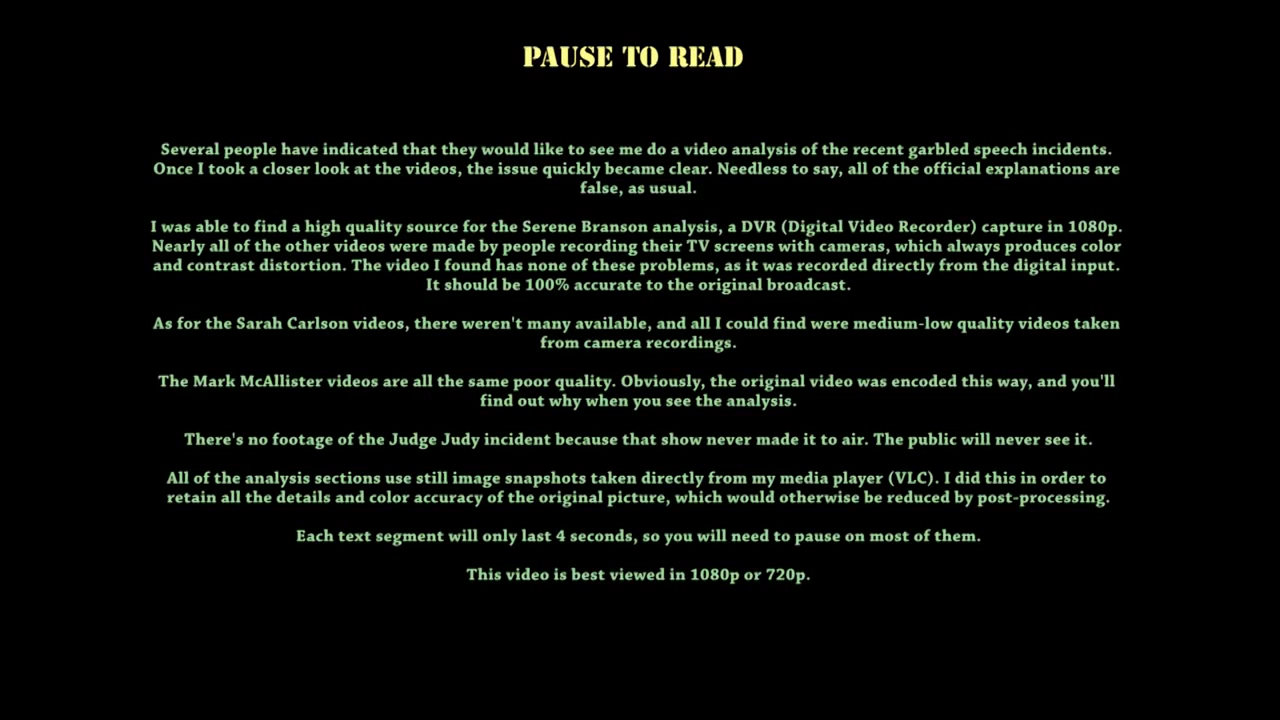 PAUSE TO READ
Several people have indicated that they would like to see me do a video analysis of the recent garbled speech incidents.
Once I took a closer look at the videos, the issue quickly became clear. Needless to say, all of the official explanations are
false, as usual.
I was able to find a high quality source for the Serene Branson analysis, a DVR (Digital Video Recorder) capture in 1080p.
Nearly all of the other videos were made by people recording their TV screens with cameras, which always produces color
and contrast distortion. The video I found has none of these problems, as it was recorded directly from the digital input.
It should be 100% accurate to the original broadcast.
As for the Sarah Carlson videos, there weren't many available, and all I could find were medium-low quality videos taken
from camera recordings.
The Mark McAllister videos are all the same poor quality. Obviously, the original video was encoded this way, and you'll
find out why when you see the analysis.
There's no footage of the Judge Judy incident because that show never made it to air. The public will never see it.
All of the analysis sections use still image snapshots taken directly from my media player (VLC). I did this in order to
retain all the details and color accuracy of the original picture, which would otherwise be reduced by post-processing.
Each text segment will only last 4 seconds, so you will need to pause on most of them.
This video is best viewed in 1080p or 720p.